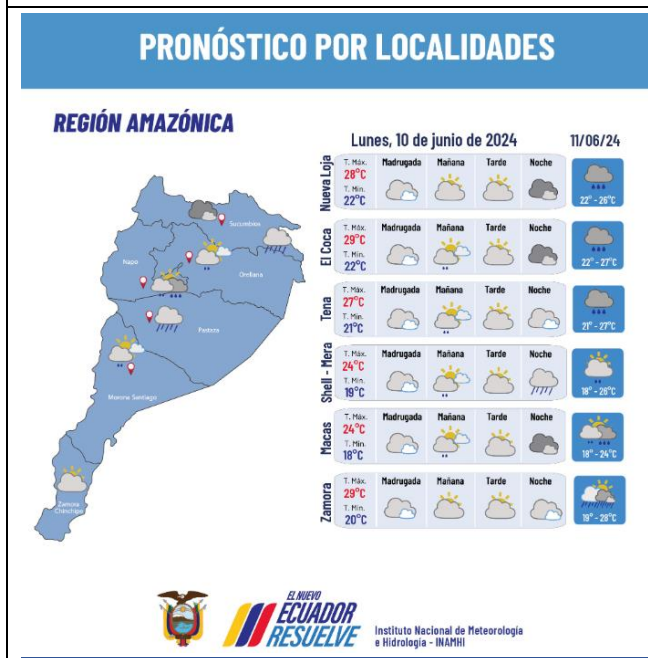 PRONÓSTICO POR LOCALIDADES
REGIÓN AMAZÓNICA
Lunes, 10 de junio de 2024
11/06/24
Sucumbíos
Napo
Orellana
Pastaza
Morona Santiago
Zamora
Chinchipe
Nueva Loja
T. Máx.
28°C
T. Mín.
22°C
Madrugada Mañana Tarde Noche
22° - 26°C
El Coca
T. Máx.
29°C
T. Mín.
22°C
Madrugada Mañana Tarde Noche
22° - 27°C
Tena
T. Máx.
27°C
T. Mín.
21°C
Madrugada Mañana Tarde Noche
21° - 27°C
Shell - Mera
T. Máx.
24°C
T. Mín.
19°C
Madrugada Mañana Tarde Noche
18° - 26°C
Macas
T. Máx.
24°C
T. Mín.
18°C
Madrugada Mañana Tarde Noche
18° - 24°C
Zamora
T. Máx.
29°C
T. Mín.
20°C
Madrugada Mañana Tarde Noche
19° - 28°C
EL NUEVO
ECUADOR
RESUELVE
Instituto Nacional de Meteorología
e Hidrología - INAMHI